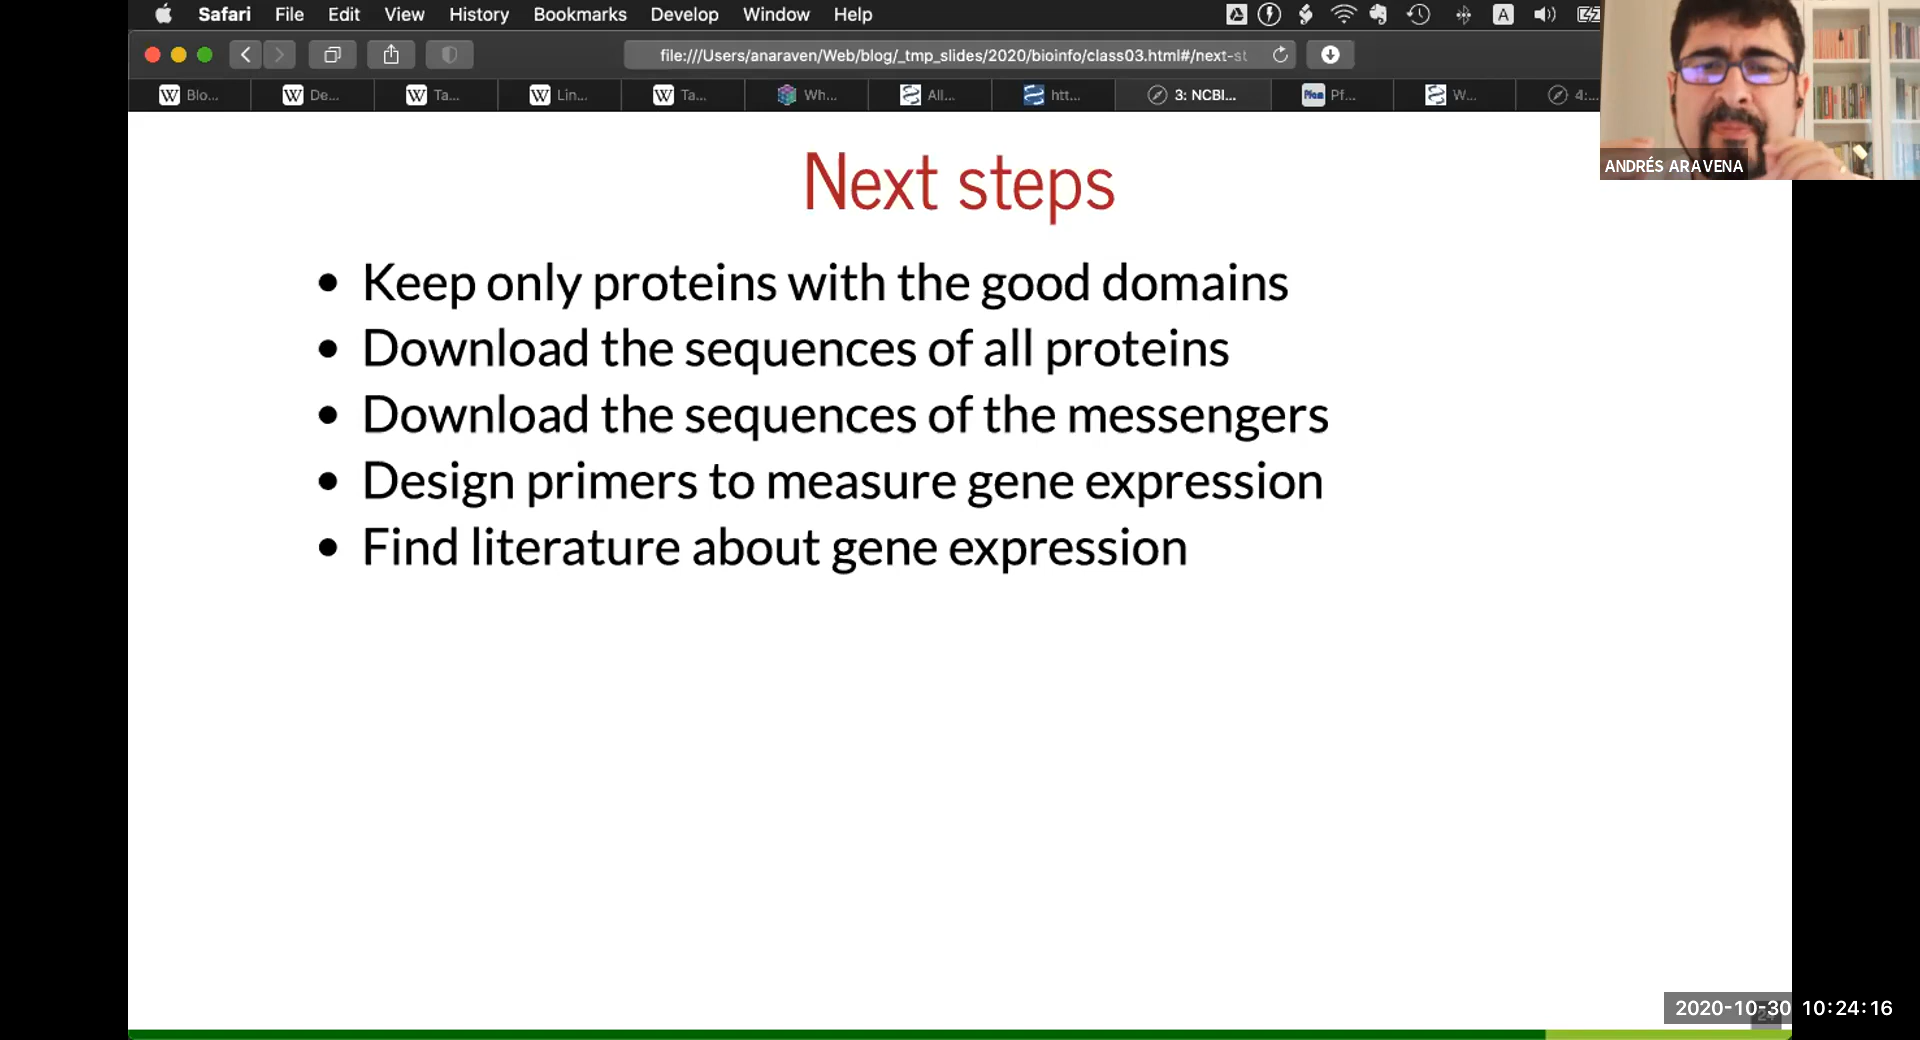 Safari File Edit View History Bookmarks Develop Window Help
file:///Users/anaraven/Web/blog/_tmp_slides/2020/bioinfo/class03.html#/next-st
W Blo... W De... W Ta... W Lin... W Ta... Wh... All... htt... 3: NCBI... Pfam Pf... W... 4:...
ANDRÉS ARAVENA
Next steps
• Keep only proteins with the good domains
• Download the sequences of all proteins
• Download the sequences of the messengers
• Design primers to measure gene expression
• Find literature about gene expression
2020-10-30 10:24:16